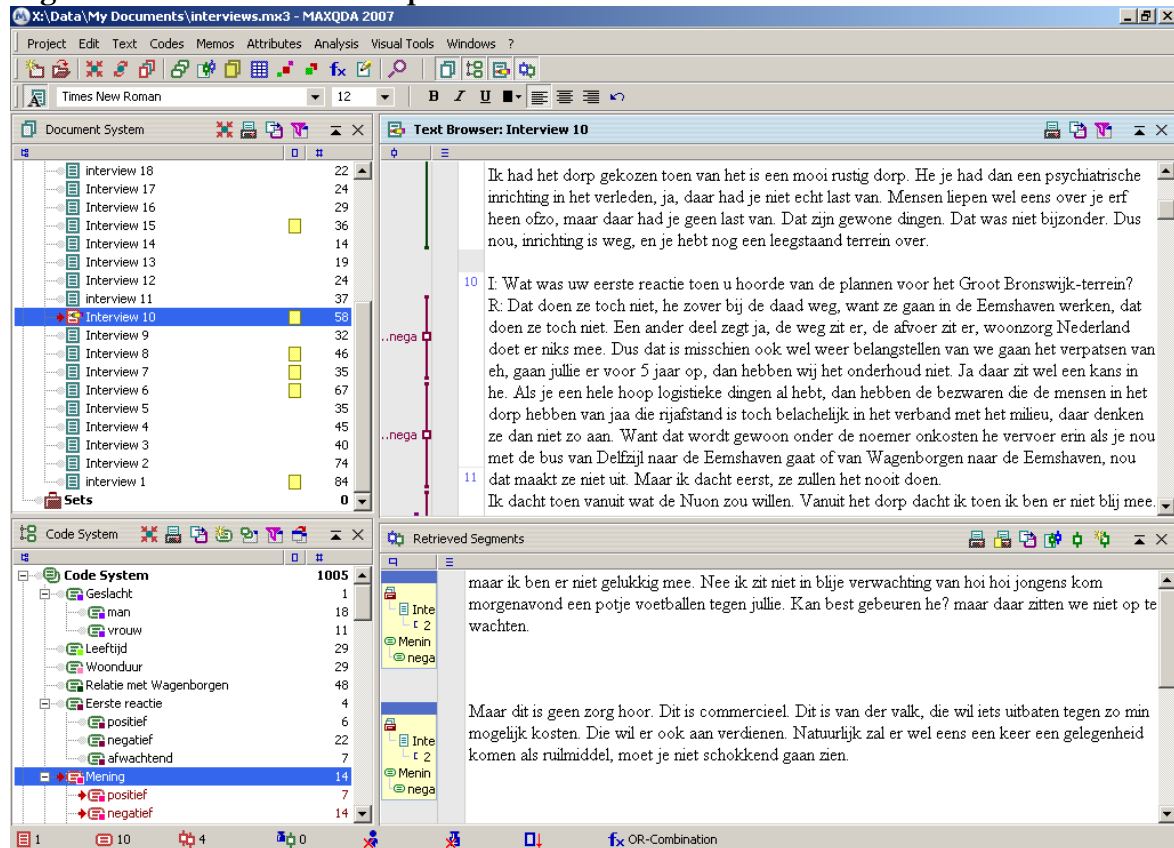 X:\Data\My Documents\interviews.mx3 - MAXQDA 2007
Project Edit Text Codes Memos Attributes Analysis Visual Tools Windows ?
Times New Roman 12 B I U
Document System
interview 18 22
Interview 17 24
Interview 16 29
Interview 15 36
Interview 14 14
Interview 13 19
Interview 12 24
interview 11 37
Interview 10 58
Interview 9 32
Interview 8 46
Interview 7 35
Interview 6 67
Interview 5 35
Interview 4 45
Interview 3 40
Interview 2 74
interview 1 84
Sets 0
Text Browser: Interview 10
Ik had het dorp gekozen toen van het is een mooi rustig dorp. He je had dan een psychiatrische
inrichting in het verleden, ja, daar had je niet echt last van. Mensen liepen wel eens over je erf
heen ofzo, maar daar had je geen last van. Dat zijn gewone dingen. Dat was niet bijzonder. Dus
nou, inrichting is weg, en je hebt nog een leegstaand terrein over.
10 I: Wat was uw eerste reactie toen u hoorde van de plannen voor het Groot Bronswijk-terrein?
R: Dat doen ze toch niet, he zover bij de daad weg, want ze gaan in de Eemshaven werken, dat
doen ze toch niet. Een ander deel zegt ja, de weg zit er, de afvoer zit er, woonzorg Nederland
..nega doet er niks mee. Dus dat is misschien ook wel weer belangstellen van we gaan het verpatsen van
eh, gaan jullie er voor 5 jaar op, dan hebben wij het onderhoud niet. Ja daar zit wel een kans in
he. Als je een hele hoop logistieke dingen al hebt, dan hebben de bezwaren die de mensen in het
dorp hebben van jaa die rijafstand is toch belachelijk in het verband met het milieu, daar denken
..nega ze dan niet zo aan. Want dat wordt gewoon onder de noemer onkosten he vervoer erin als je nou
met de bus van Delfzijl naar de Eemshaven gaat of van Wagenborgen naar de Eemshaven, nou
11 dat maakt ze niet uit. Maar ik dacht eerst, ze zullen het nooit doen.
Ik dacht toen vanuit wat de Nuon zou willen. Vanuit het dorp dacht ik toen ik ben er niet blij mee.
Code System
Code System 1005
Geslacht 1
man 18
vrouw 11
Leeftijd 29
Woonduur 29
Relatie met Wagenborgen 48
Eerste reactie 4
positief 6
negatief 22
afwachtend 7
Mening 14
positief 7
negatief 14
Retrieved Segments
Inte
2
Menin
nega
maar ik ben er niet gelukkig mee. Nee ik zit niet in blije verwachting van hoi hoi jongens kom
morgenavond een potje voetballen tegen jullie. Kan best gebeuren he? maar daar zitten we niet op te
wachten.
Inte
2
Menin
nega
Maar dit is geen zorg hoor. Dit is commercieel. Dit is van der valk, die wil iets uitbaten tegen zo min
mogelijk kosten. Die wil er ook aan verdienen. Natuurlijk zal er wel eens een keer een gelegenheid
komen als ruilmiddel, moet je niet schokkend gaan zien.
1 10 4 0 fx OR-Combination